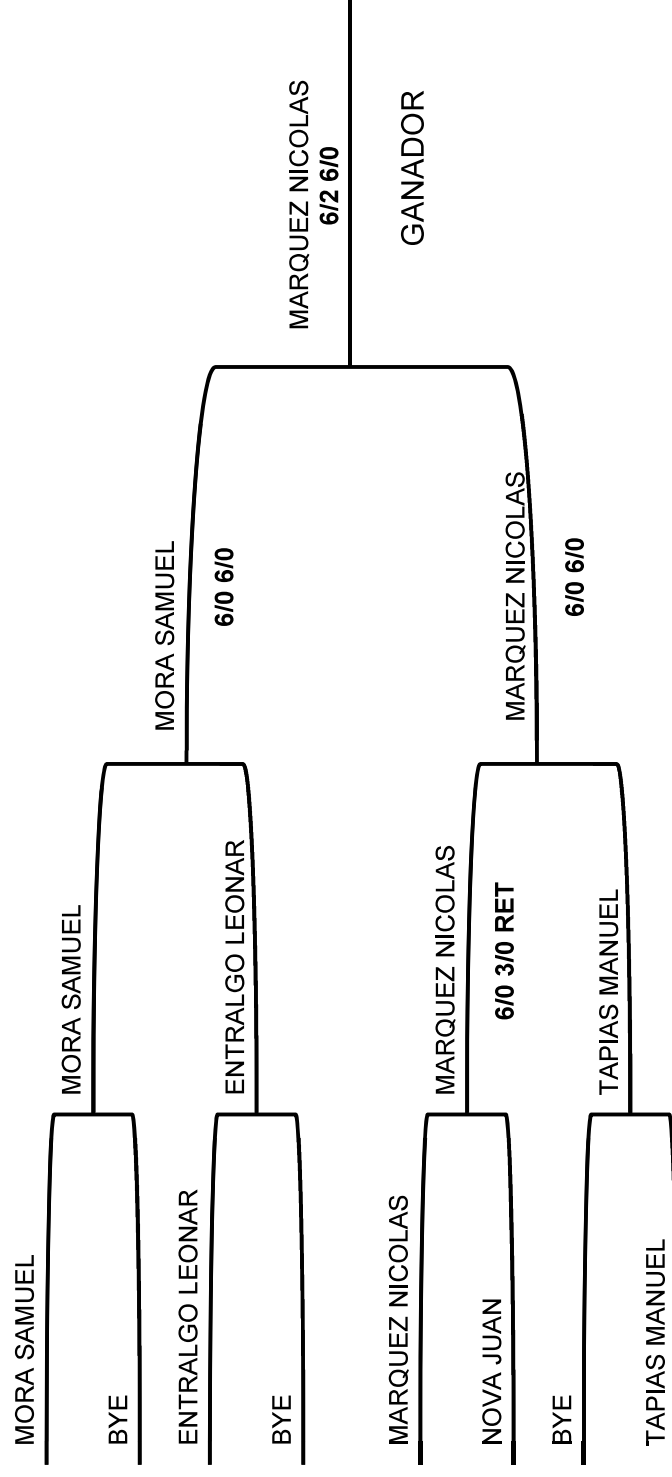 MORA SAMUEL
BYE
ENTRALGO LEONAR
BYE
MARQUEZ NICOLAS
NOVA JUAN
BYE
TAPIAS MANUEL
MORA SAMUEL
ENTRALGO LEONAR
MARQUEZ NICOLAS
6/0 3/0 RET
TAPIAS MANUEL
MORA SAMUEL
6/0 6/0
MARQUEZ NICOLAS
6/0 6/0
MARQUEZ NICOLAS
6/2 6/0
GANADOR